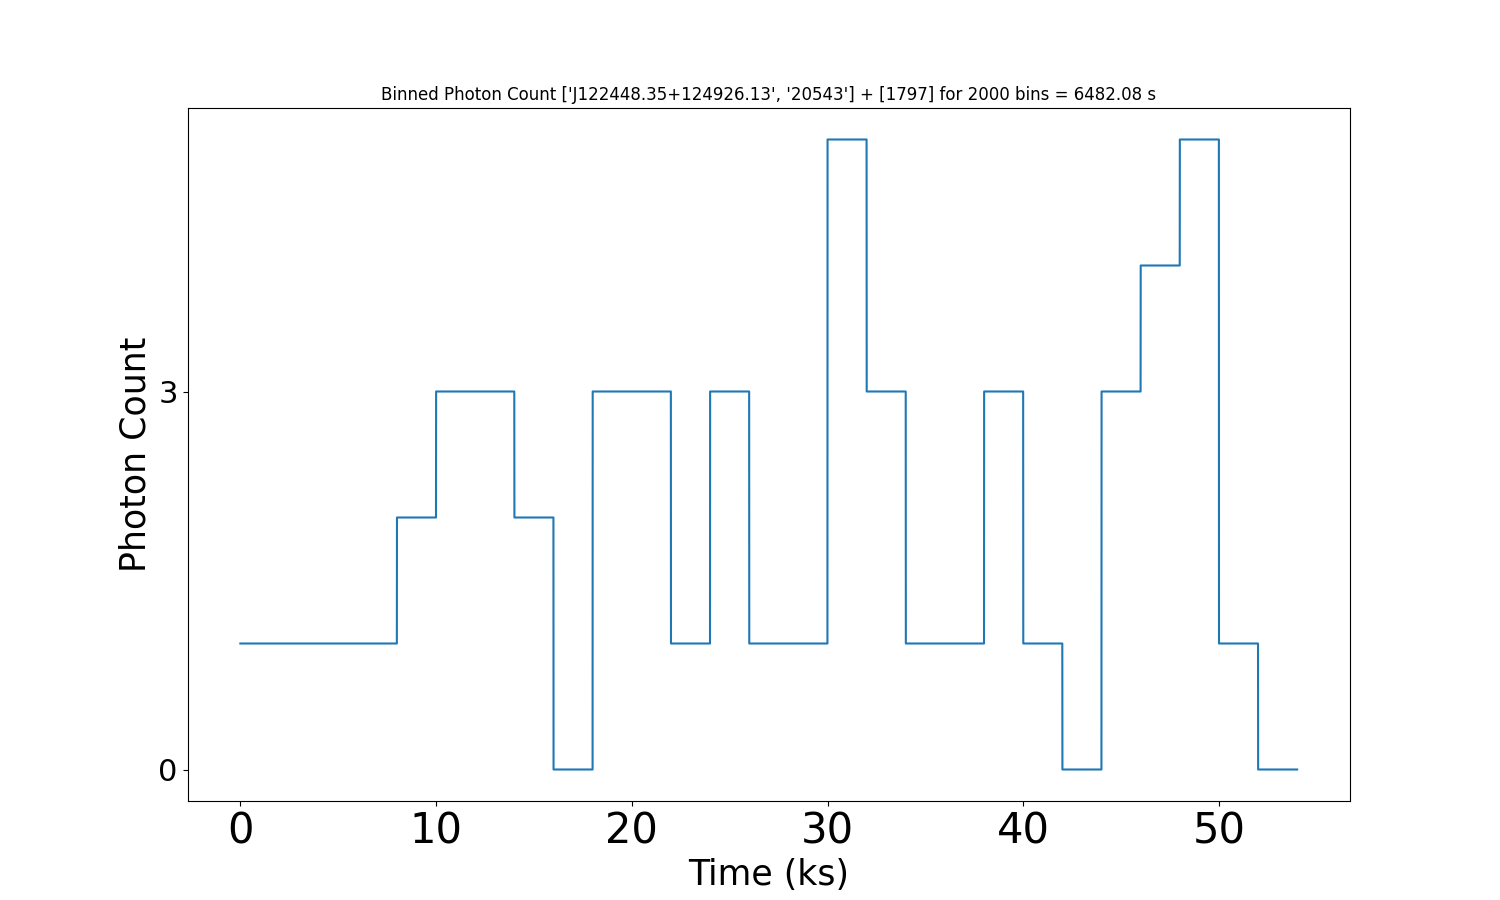 Binned Photon Count ['J122448.35+124926.13', '20543'] + [1797] for 2000 bins = 6482.08 s
Photon Count
3
0
0 10 20 30 40 50
Time (ks)